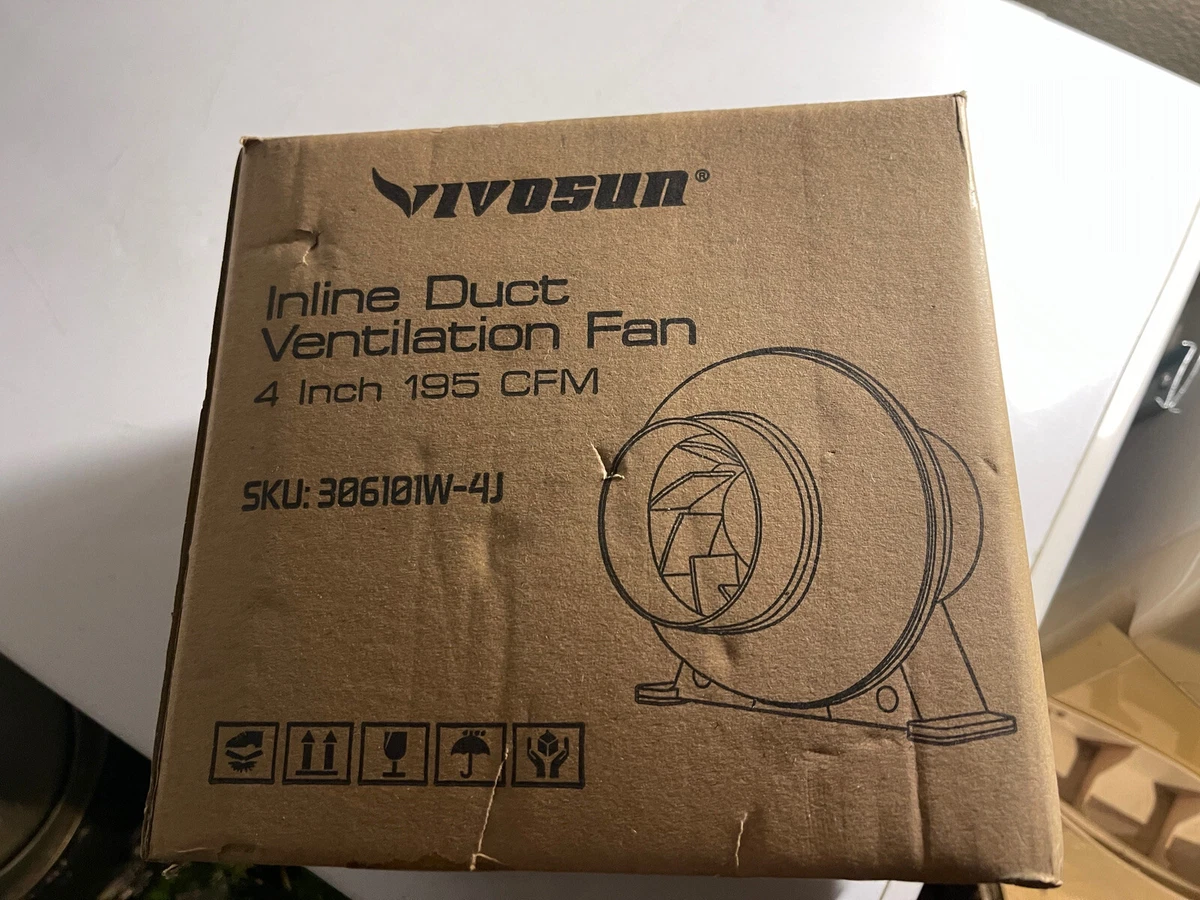 VIVOSUN®
Inline Duct
Ventilation Fan
4 Inch 195 CFM
SKU: 306101W-4J